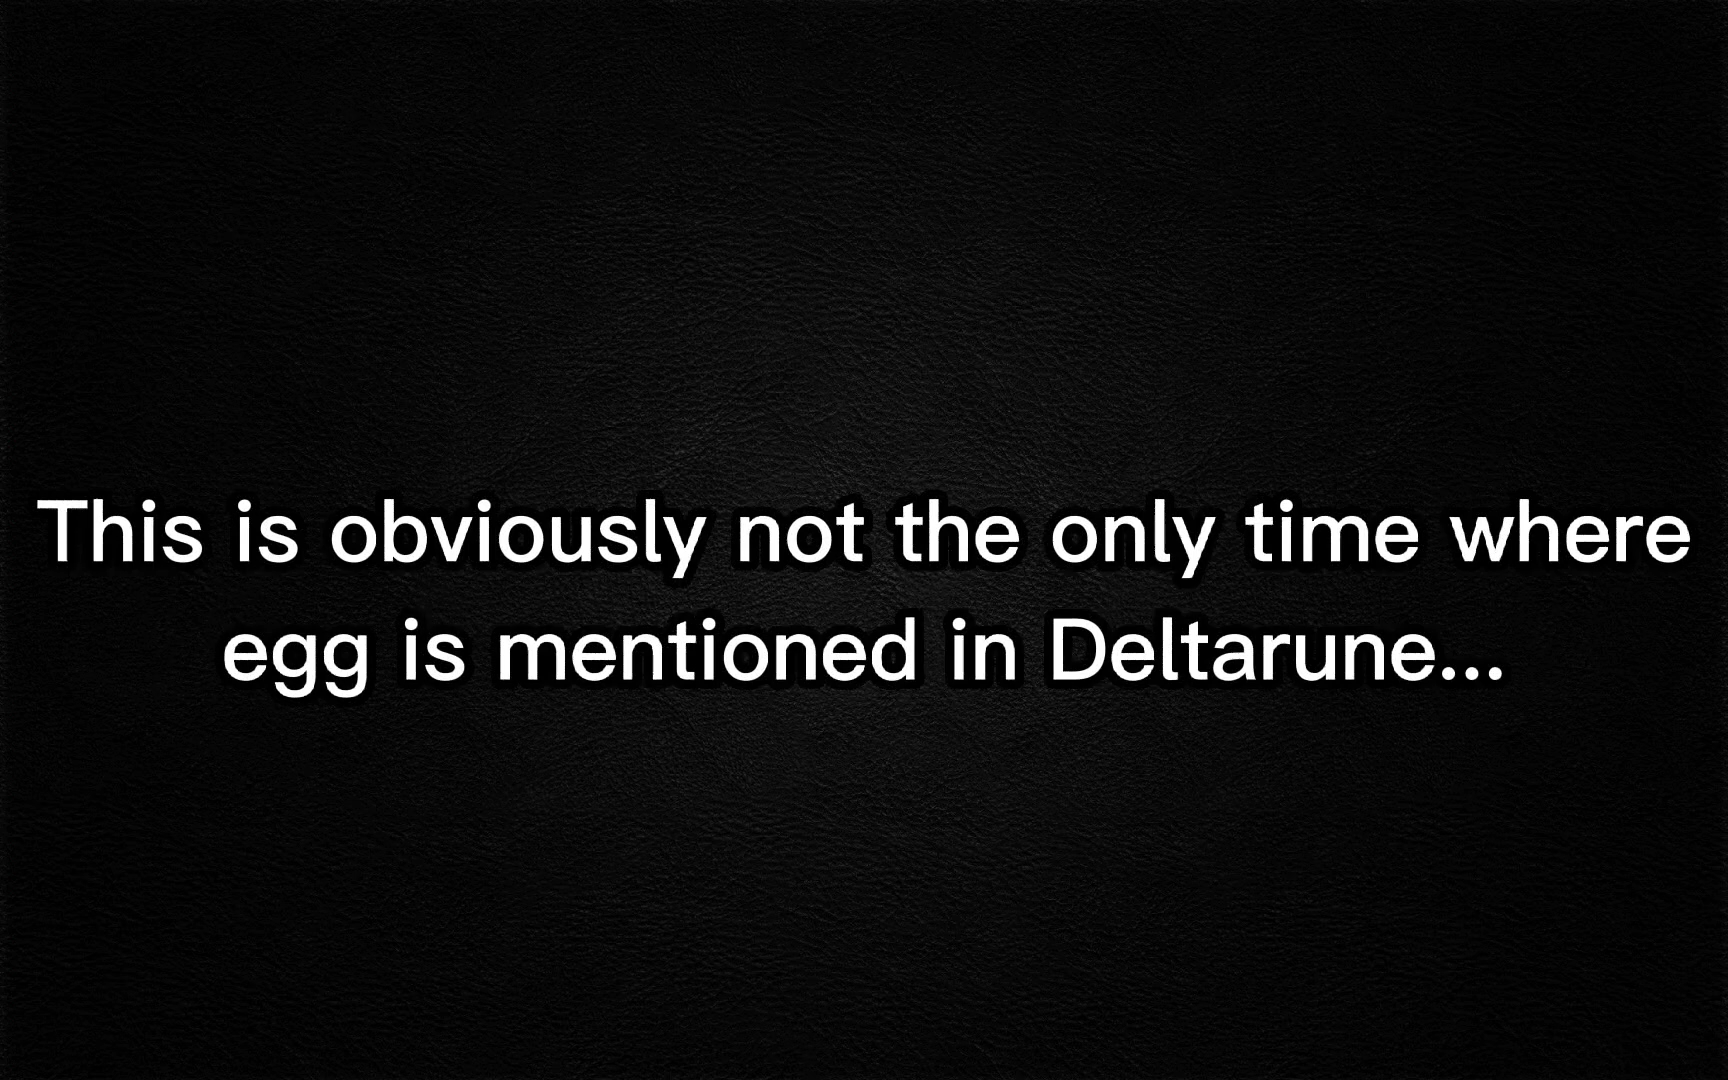 This is obviously not the only time where
egg is mentioned in Deltarune...